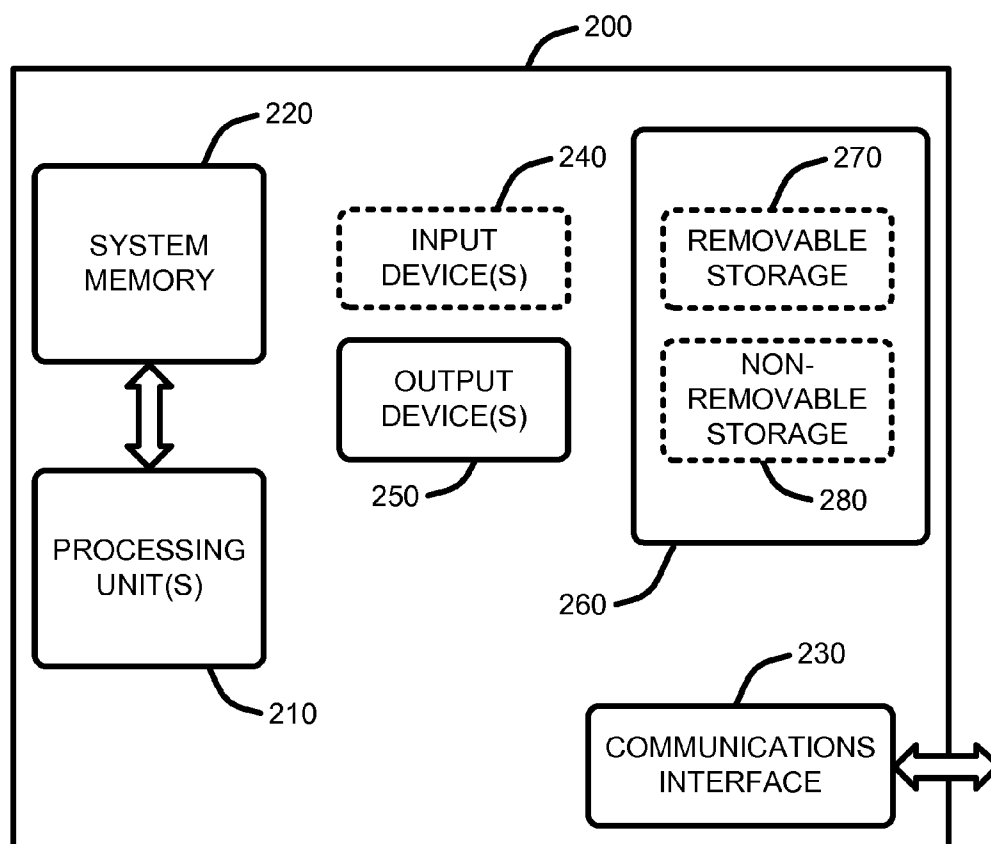 200
220
SYSTEM
MEMORY
240
INPUT
DEVICE(S)
270
REMOVABLE
STORAGE
OUTPUT
DEVICE(S)
250
NON-
REMOVABLE
STORAGE
280
PROCESSING
UNIT(S)
210
260
230
COMMUNICATIONS
INTERFACE